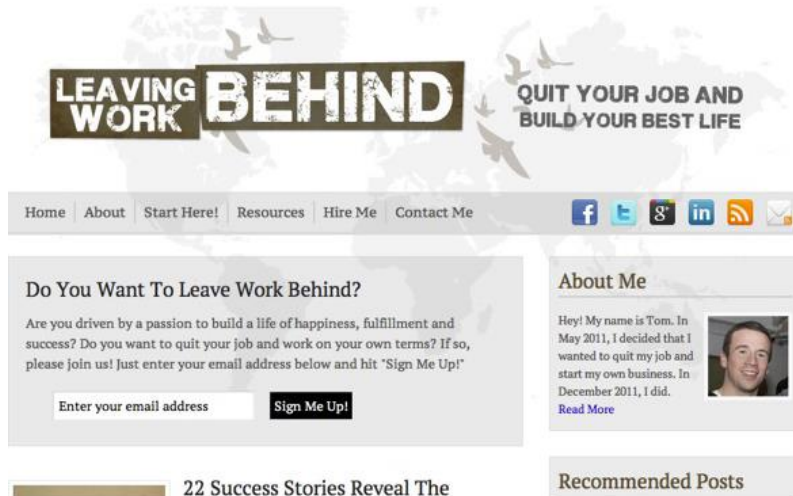 LEAVING
WORK
BEHIND
QUIT YOUR JOB AND
BUILD YOUR BEST LIFE
Home
About
Start Here!
Resources
Hire Me
Contact Me
f
t
g+
in
Do You Want To Leave Work Behind?
Are you driven by a passion to build a life of happiness, fulfillment and
success? Do you want to quit your job and work on your own terms? If so,
please join us! Just enter your email address below and hit "Sign Me Up!"
Enter your email address
Sign Me Up!
About Me
Hey! My name is Tom. In
May 2011, I decided that I
wanted to quit my job and
start my own business. In
December 2011, I did.
Read More
22 Success Stories Reveal The
Recommended Posts